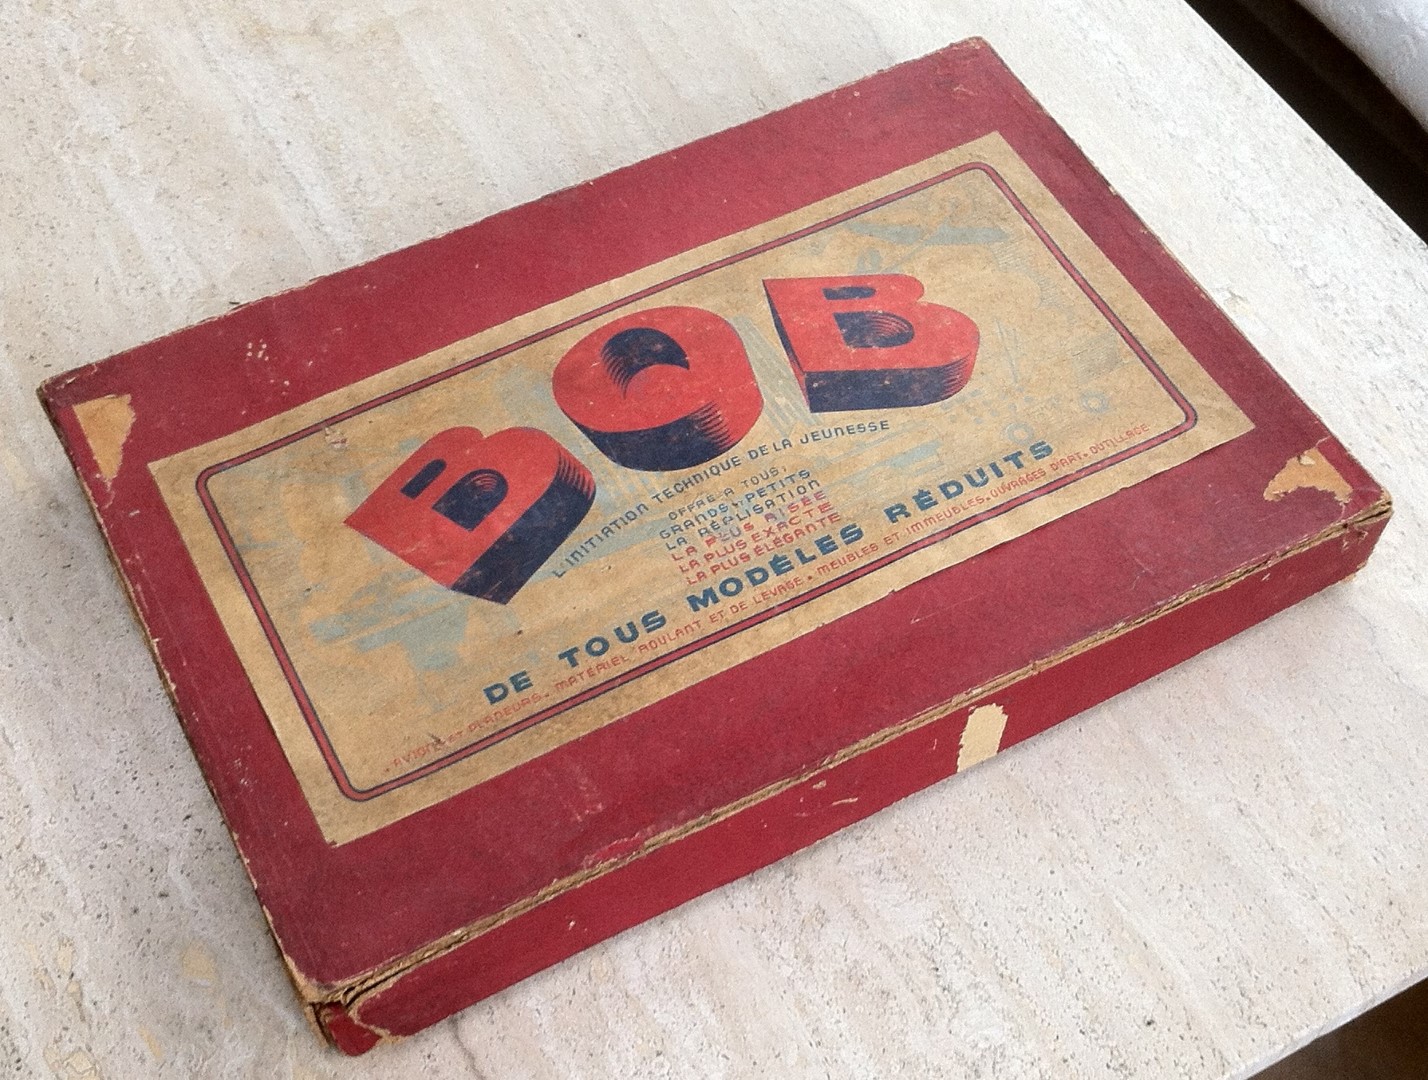 BOB
L'INITIATION TECHNIQUE DE LA JEUNESSE
OFFRE A TOUS,
GRANDS ET PETITS
LA RÉPLISATION
LA PLUS AISÉE
LA PLUS EXACTE
LA PLUS ÉLÉGANTE
DE TOUS MODÈLES RÉDUITS
AVIONS ET PLANEURS. MATÉRIEL ROULANT ET DE LEVAGE. MEUBLES ET IMMEUBLES. OUVRAGES D'ART. OUTILLAGE